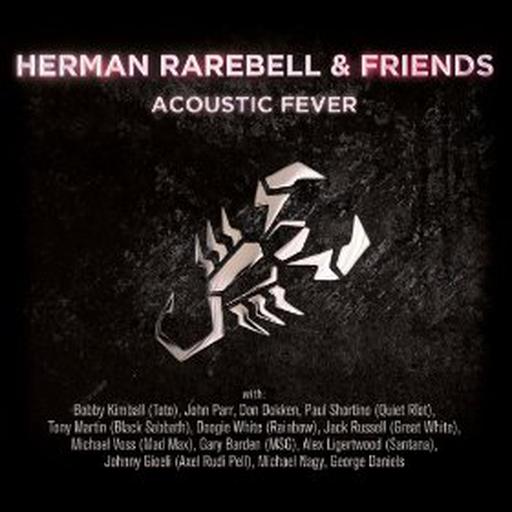 HERMAN RAREBELL & FRIENDS
ACOUSTIC FEVER
with:
Bobby Kimball (Toto), John Parr, Don Dokken, Paul Shortino (Quiet Riot),
Tony Martin (Black Sabbath), Doogie White (Rainbow), Jack Russell (Great White),
Michael Voss (Mad Max), Gary Barden (MSG), Alex Ligertwood (Santana),
Johnny Gioeli (Axel Rudi Pell), Michael Nagy, George Daniels